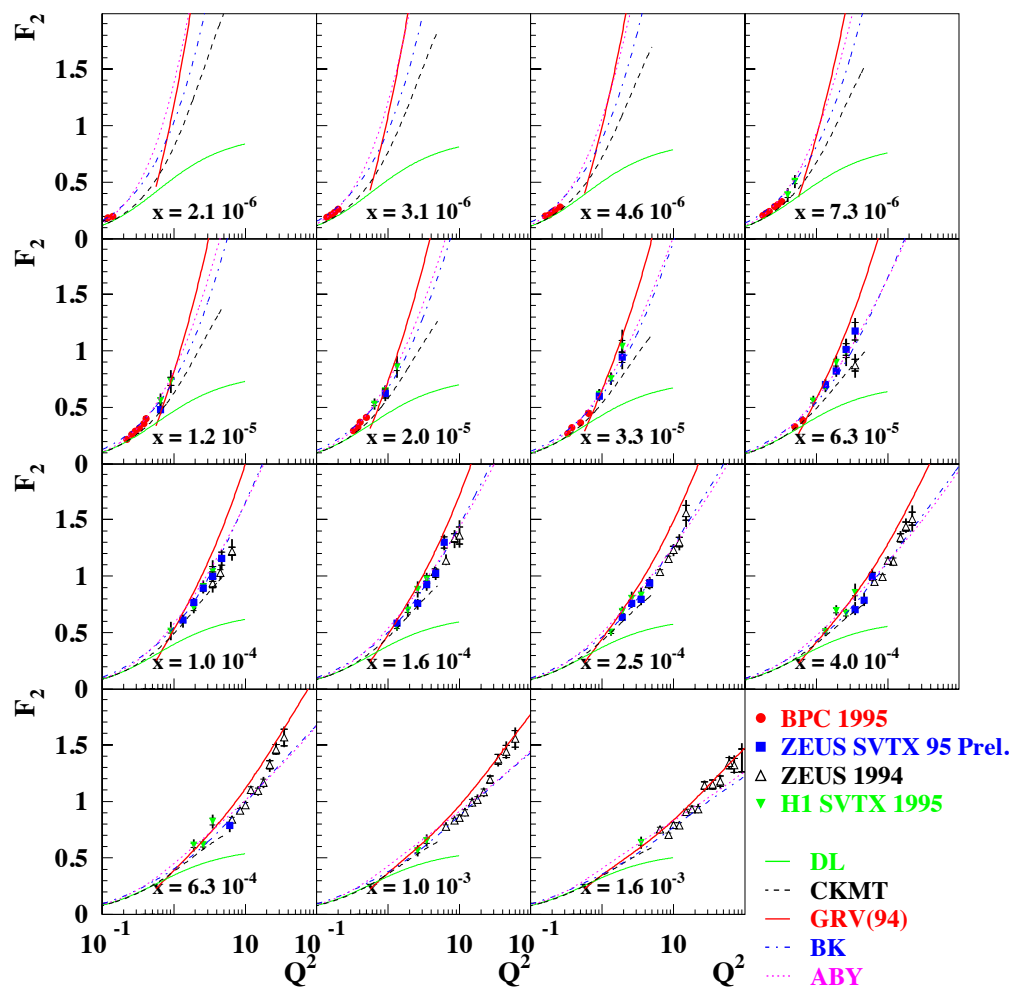 F₂
1.5
1
0.5
0
x = 2.1 10⁻⁶
x = 3.1 10⁻⁶
x = 4.6 10⁻⁶
x = 7.3 10⁻⁶
F₂
1.5
1
0.5
0
x = 1.2 10⁻⁵
x = 2.0 10⁻⁵
x = 3.3 10⁻⁵
x = 6.3 10⁻⁵
F₂
1.5
1
0.5
0
x = 1.0 10⁻⁴
x = 1.6 10⁻⁴
x = 2.5 10⁻⁴
x = 4.0 10⁻⁴
F₂
1.5
1
0.5
0
x = 6.3 10⁻⁴
x = 1.0 10⁻³
x = 1.6 10⁻³
10⁻¹
10
10
10
Q²
Q²
Q²
BPC 1995
ZEUS SVTX 95 Prel.
ZEUS 1994
H1 SVTX 1995
DL
CKMT
GRV(94)
BK
ABY